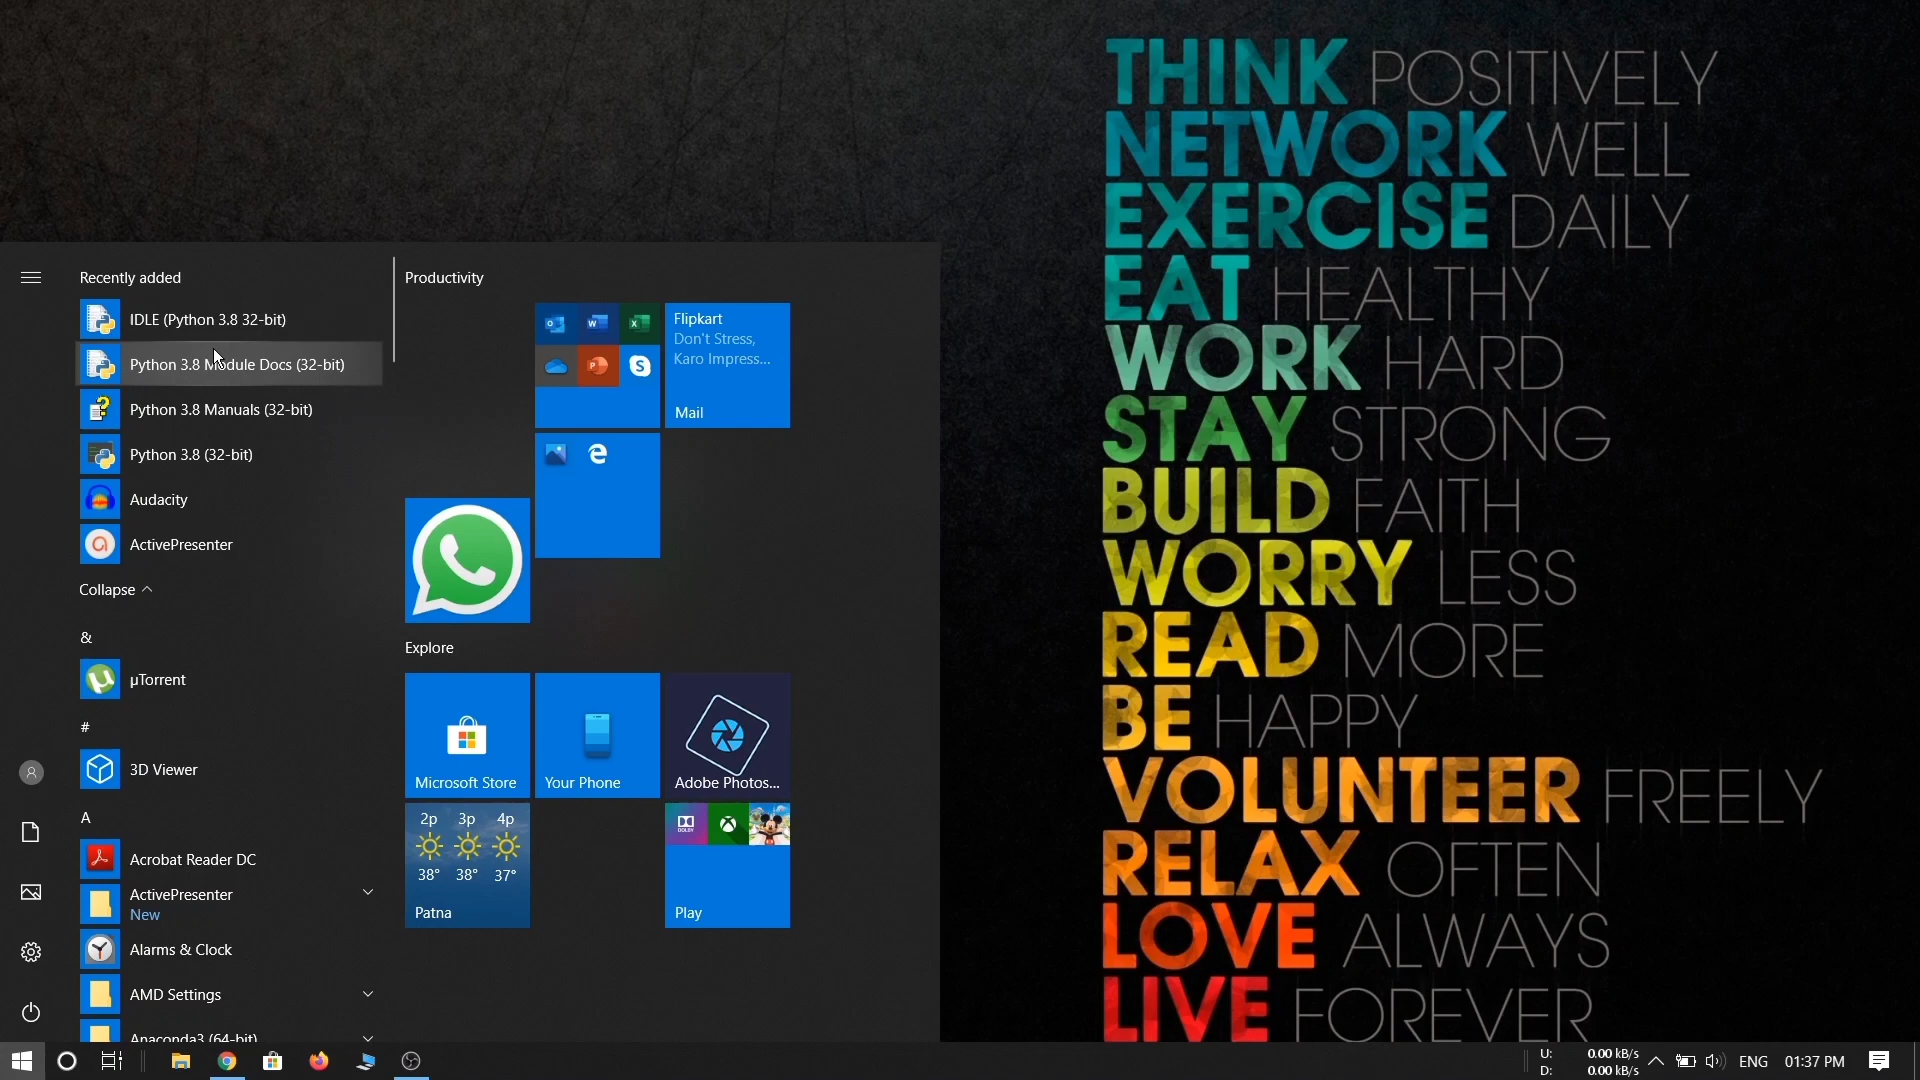 THINK POSITIVELY
NETWORK WELL
EXERCISE DAILY
EAT HEALTHY
WORK HARD
STAY STRONG
BUILD FAITH
WORRY LESS
READ MORE
BE HAPPY
VOLUNTEER FREELY
RELAX OFTEN
LOVE ALWAYS
LIVE FOREVER
Recently added
IDLE (Python 3.8 32-bit)
Python 3.8 Module Docs (32-bit)
Python 3.8 Manuals (32-bit)
Python 3.8 (32-bit)
Audacity
ActivePresenter
Collapse
&
µTorrent
#
3D Viewer
A
Acrobat Reader DC
ActivePresenter
New
Alarms & Clock
AMD Settings
Anaconda3 (64-bit)
Productivity
Flipkart
Don't Stress,
Karo Impress...
Mail
Explore
Microsoft Store
Your Phone
Adobe Photos...
2p 3p 4p
38° 38° 37°
Patna
DOLBY
Play
U: 0.00 kB/s
D: 0.00 kB/s
ENG
01:37 PM